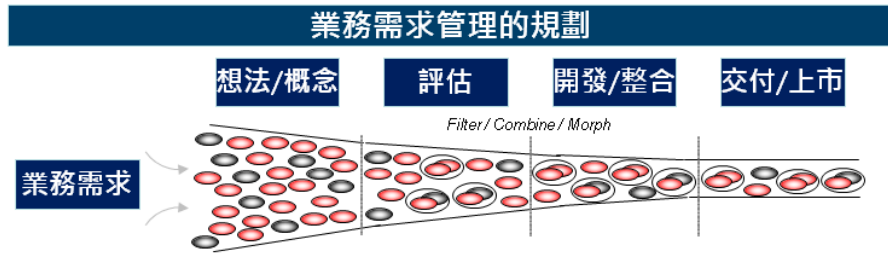 業務需求管理的規劃
想法/概念
評估
開發/整合
交付/上市
Filter / Combine / Morph
業務需求